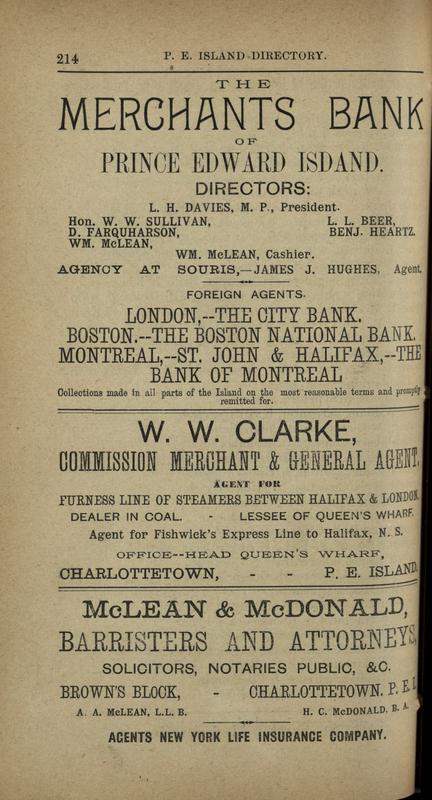 214 P. E. ISLAND DIRECTORY.
THE
MERCHANTS BANK
OF
PRINCE EDWARD ISDAND.
DIRECTORS:
L. H. DAVIES, M. P., President.
Hon. W. W. SULLIVAN, L. L. BEER,
D. FARQUHARSON, BENJ. HEARTZ.
WM. McLEAN,
WM. McLEAN, Cashier.
AGENCY AT SOURIS,—JAMES J. HUGHES, Agent.
FOREIGN AGENTS.
LONDON,--THE CITY BANK.
BOSTON.--THE BOSTON NATIONAL BANK.
MONTREAL,--ST. JOHN & HALIFAX,--THE
BANK OF MONTREAL
Collections made in all parts of the Island on the most reasonable terms and promptly
remitted for.
W. W. CLARKE,
COMMISSION MERCHANT & GENERAL AGENT,
AGENT FOR
FURNESS LINE OF STEAMERS BETWEEN HALIFAX & LONDON.
DEALER IN COAL. - LESSEE OF QUEEN'S WHARF.
Agent for Fishwick's Express Line to Halifax, N. S.
OFFICE--HEAD QUEEN'S WHARF,
CHARLOTTETOWN, - - P. E. ISLAND.
McLEAN & McDONALD,
BARRISTERS AND ATTORNEYS,
SOLICITORS, NOTARIES PUBLIC, &C.
BROWN'S BLOCK, - CHARLOTTETOWN. P. E. I.
A. A. McLEAN, L.L. B. H. C. McDONALD, B. A.
AGENTS NEW YORK LIFE INSURANCE COMPANY.